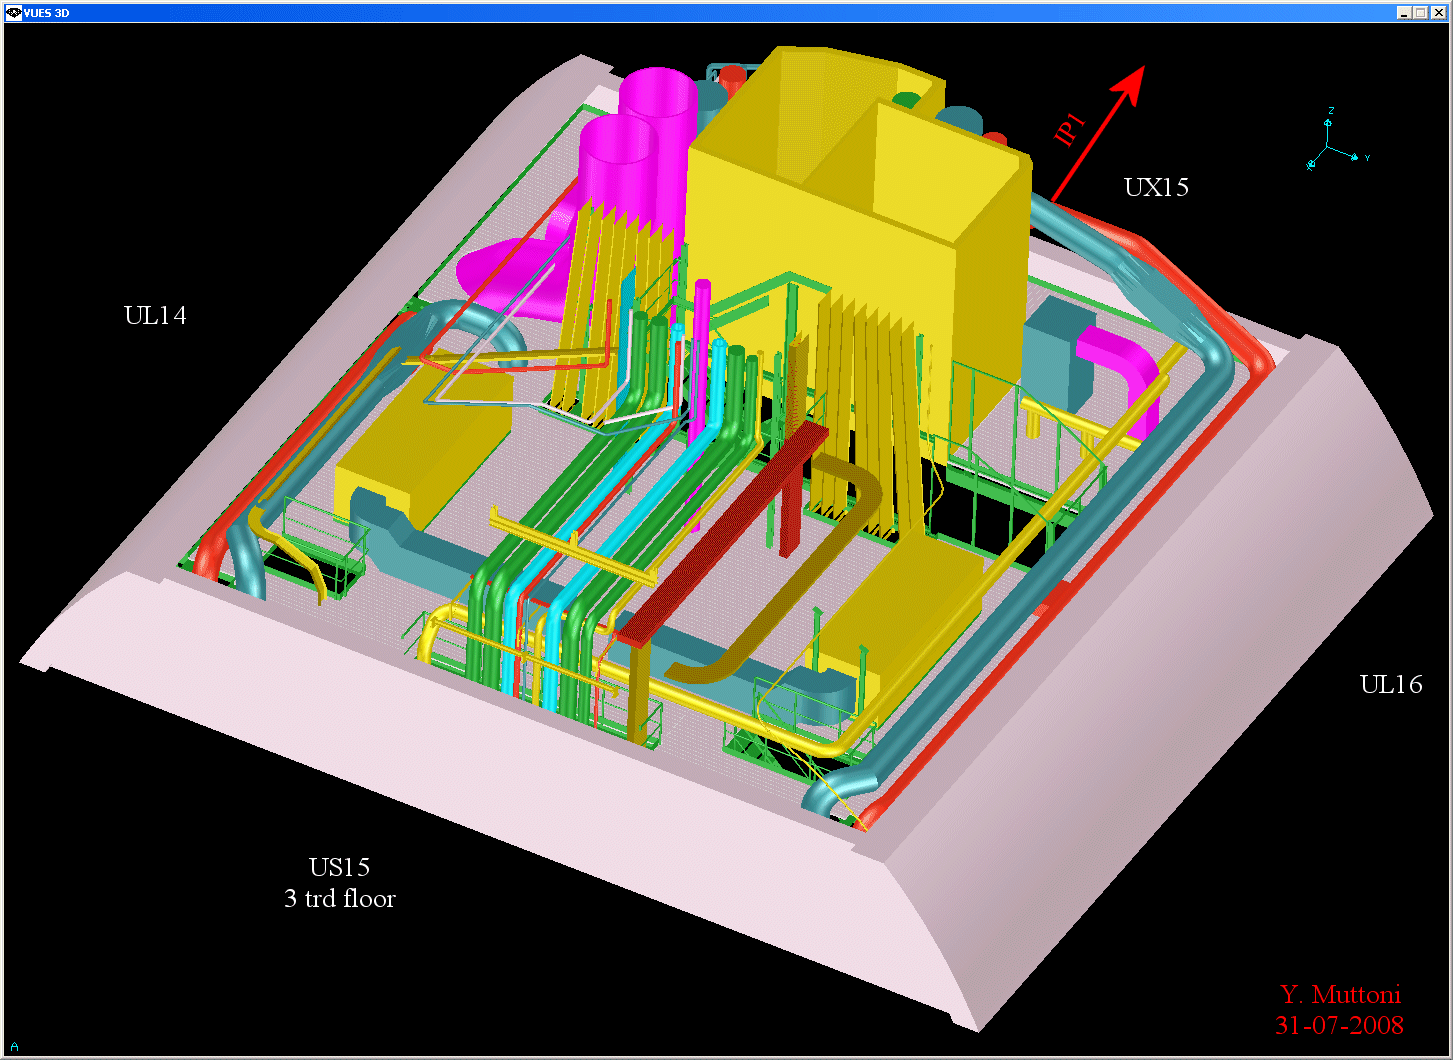 VUES 3D
IP1
Z
Y
X
UX15
UL14
UL16
US15
3 trd floor
Y. Muttoni
31-07-2008
A